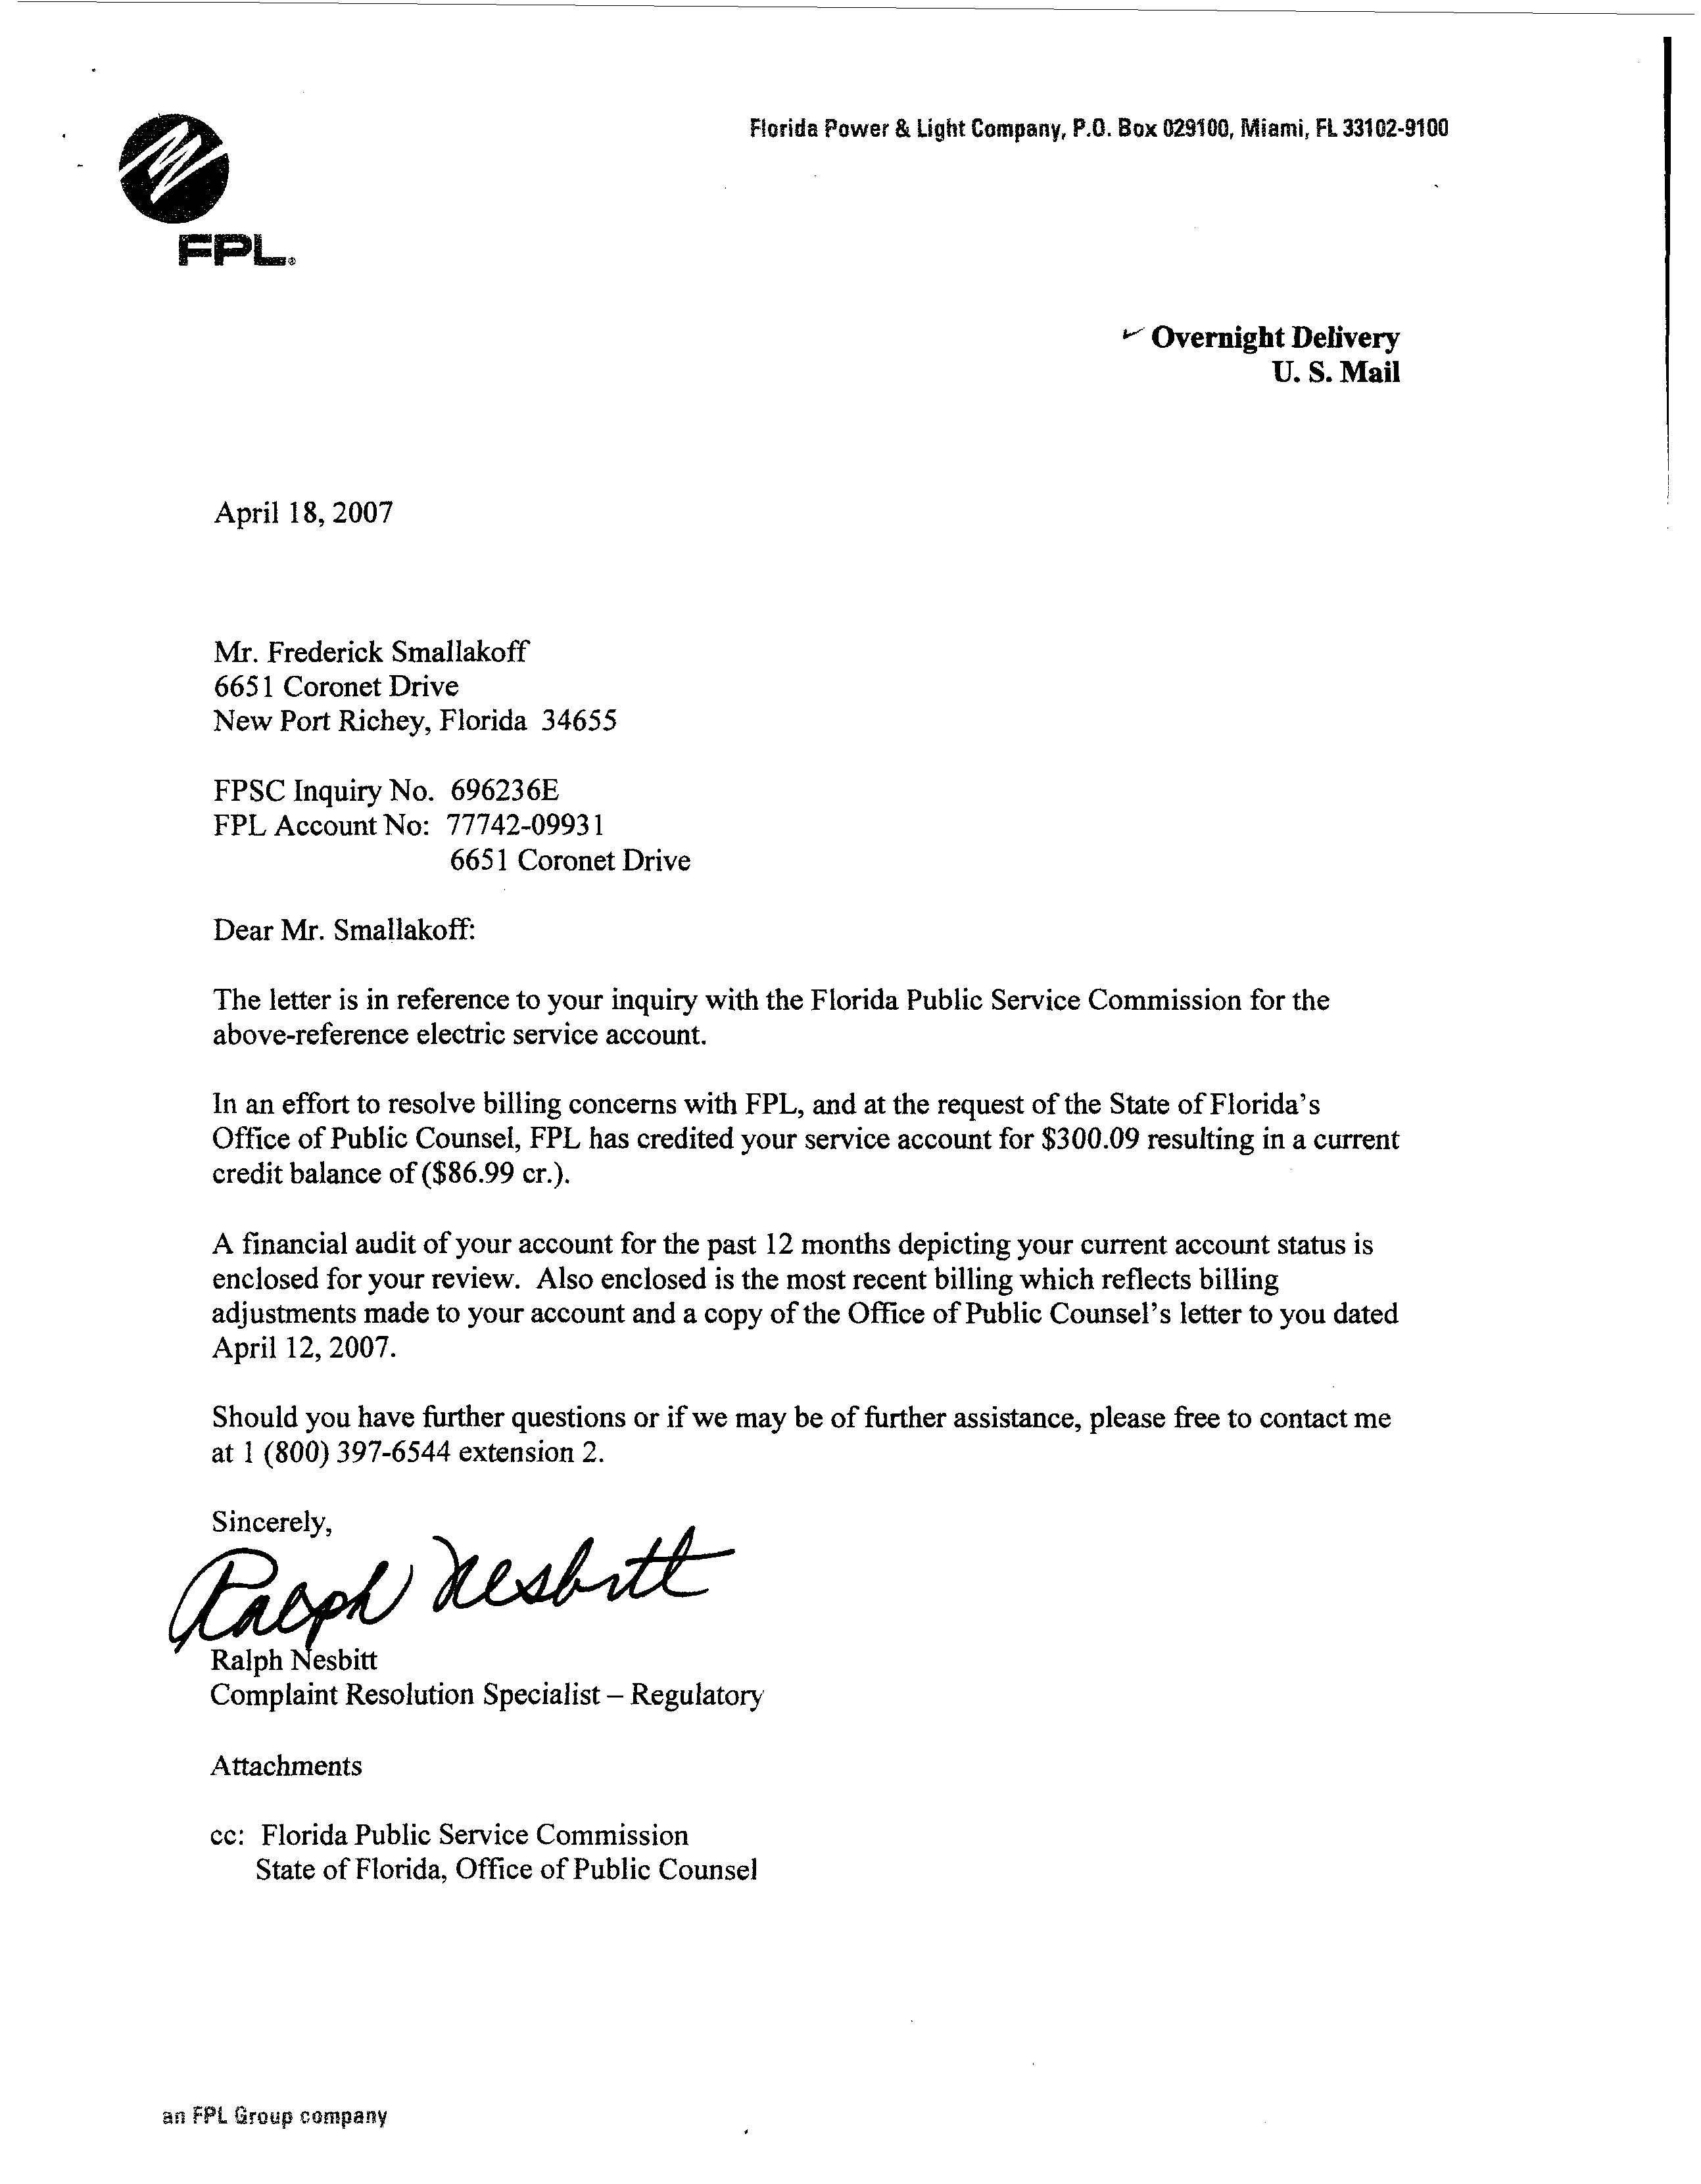 Florida Power & Light Company, P.O. Box 029100, Miami, FL 33102-9100
FPL®
Overnight Delivery
U. S. Mail
April 18, 2007
Mr. Frederick Smallakoff
6651 Coronet Drive
New Port Richey, Florida 34655
FPSC Inquiry No. 696236E
FPL Account No: 77742-09931
6651 Coronet Drive
Dear Mr. Smallakoff:
The letter is in reference to your inquiry with the Florida Public Service Commission for the
above-reference electric service account.
In an effort to resolve billing concerns with FPL, and at the request of the State of Florida's
Office of Public Counsel, FPL has credited your service account for $300.09 resulting in a current
credit balance of ($86.99 cr.).
A financial audit of your account for the past 12 months depicting your current account status is
enclosed for your review. Also enclosed is the most recent billing which reflects billing
adjustments made to your account and a copy of the Office of Public Counsel's letter to you dated
April 12, 2007.
Should you have further questions or if we may be of further assistance, please free to contact me
at 1 (800) 397-6544 extension 2.
Sincerely,
Ralph Nesbitt
Ralph Nesbitt
Complaint Resolution Specialist – Regulatory
Attachments
cc: Florida Public Service Commission
State of Florida, Office of Public Counsel
an FPL Group company